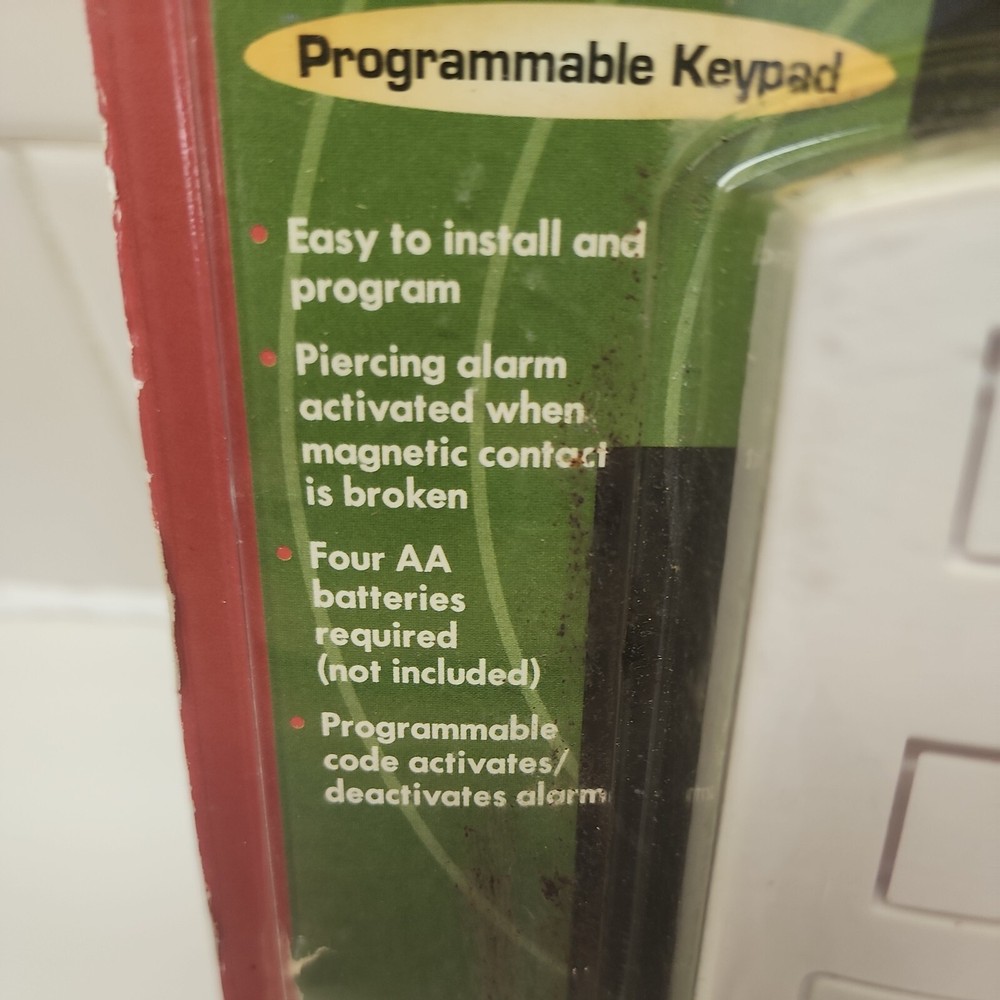 Programmable Keypad
• Easy to install and
program
• Piercing alarm
activated when
magnetic contact
is broken
• Four AA
batteries
required
(not included)
• Programmable
code activates/
deactivates alarm